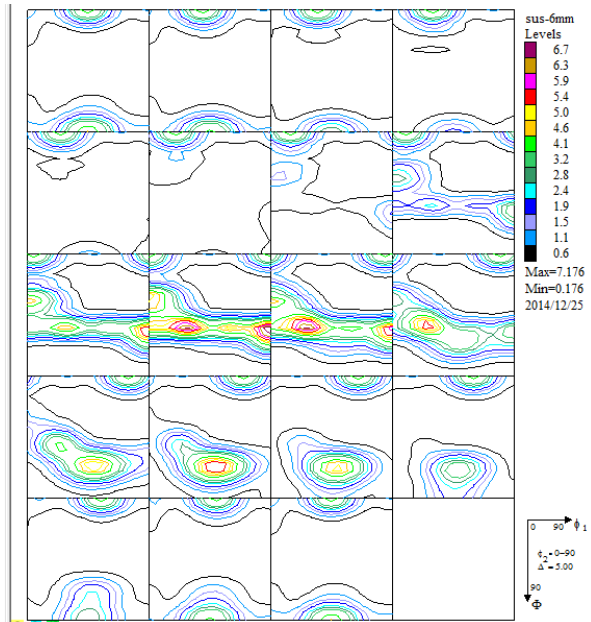 sus-6mm
Levels
6.7
6.3
5.9
5.4
5.0
4.6
4.1
3.2
2.8
2.4
1.9
1.5
1.1
0.6
Max=7.176
Min=0.176
2014/12/25
0 90 ϕ1
ϕ2= 0-90
Δ =5.00
90
Φ